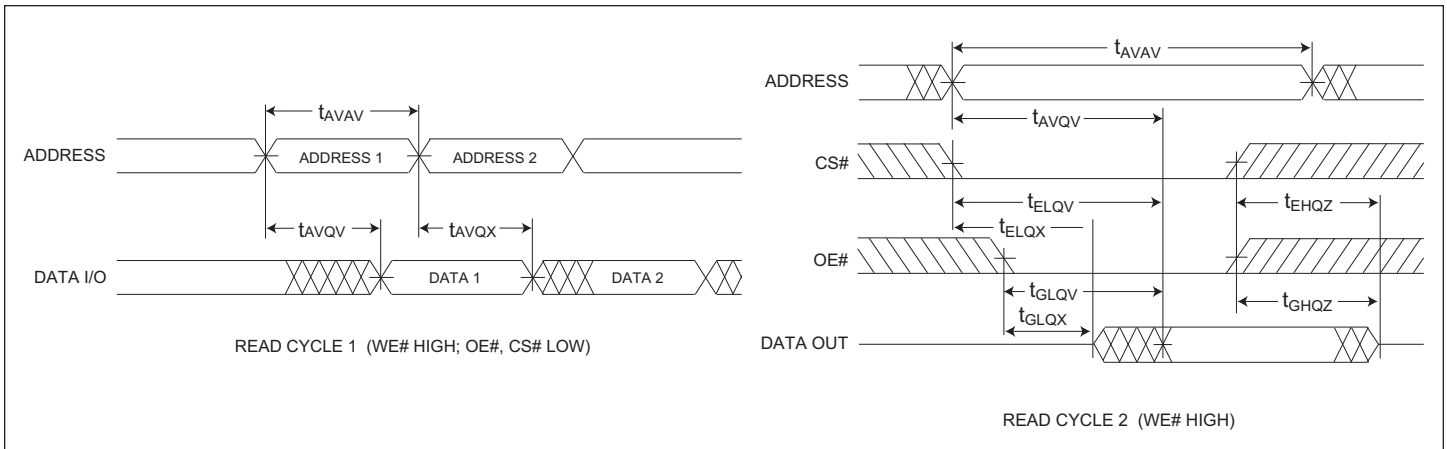 tAVAV
ADDRESS
ADDRESS 1
ADDRESS 2
tAVQV
tAVQX
DATA I/O
DATA 1
DATA 2
READ CYCLE 1 (WE# HIGH; OE#, CS# LOW)
tAVAV
ADDRESS
tAVQV
CS#
tELQV
tEHQZ
tELQX
OE#
tGLQV
tGHQZ
tGLQX
DATA OUT
READ CYCLE 2 (WE# HIGH)